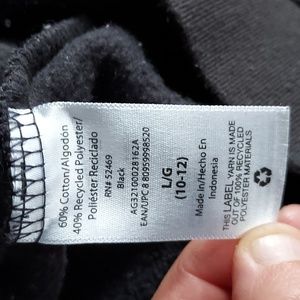 60% Cotton/Algodón
40% Recycled Polyester/
Poliéster Reciclado
RN# 52469
Black
AG32100028162A
EAN/UPC 8 80959998520
L/G
(10-12)
Made In/Hecho En
Indonesia
THIS LABEL YARN IS MADE
OUT OF 100% RECYCLED
POLYESTER MATERIALS